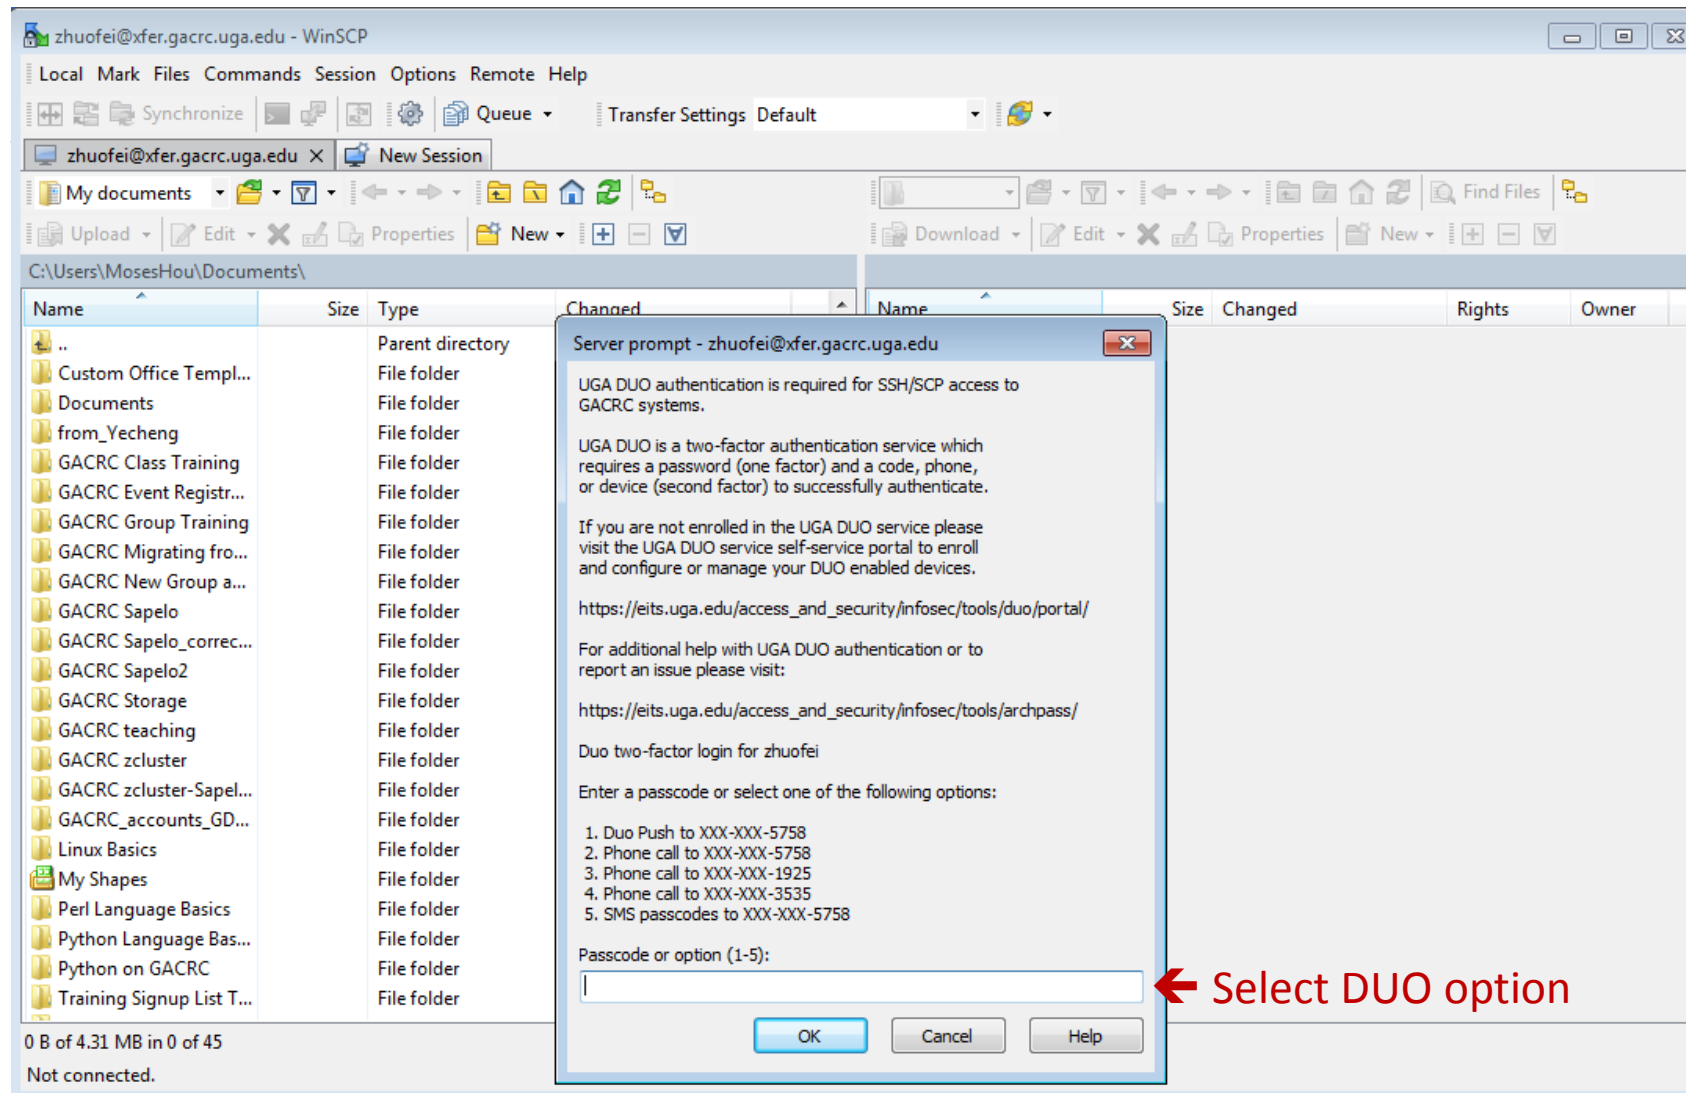 zhuofei@xfer.gacrc.uga.edu - WinSCP
Local Mark Files Commands Session Options Remote Help
Synchronize Queue Transfer Settings Default
zhuofei@xfer.gacrc.uga.edu X New Session
My documents Find Files
Upload Edit Properties New Download Edit Properties New
C:\Users\MosesHou\Documents\
Name Size Type Changed Name Size Changed Rights Owner
.. Parent directory
Custom Office Templ... File folder
Documents File folder
from_Yecheng File folder
GACRC Class Training File folder
GACRC Event Registr... File folder
GACRC Group Training File folder
GACRC Migrating fro... File folder
GACRC New Group a... File folder
GACRC Sapelo File folder
GACRC Sapelo_correc... File folder
GACRC Sapelo2 File folder
GACRC Storage File folder
GACRC teaching File folder
GACRC zcluster File folder
GACRC zcluster-Sapel... File folder
GACRC_accounts_GD... File folder
Linux Basics File folder
My Shapes File folder
Perl Language Basics File folder
Python Language Bas... File folder
Python on GACRC File folder
Training Signup List T... File folder
0 B of 4.31 MB in 0 of 45
Not connected.
Server prompt - zhuofei@xfer.gacrc.uga.edu
UGA DUO authentication is required for SSH/SCP access to
GACRC systems.
UGA DUO is a two-factor authentication service which
requires a password (one factor) and a code, phone,
or device (second factor) to successfully authenticate.
If you are not enrolled in the UGA DUO service please
visit the UGA DUO service self-service portal to enroll
and configure or manage your DUO enabled devices.
https://eits.uga.edu/access_and_security/infosec/tools/duo/portal/
For additional help with UGA DUO authentication or to
report an issue please visit:
https://eits.uga.edu/access_and_security/infosec/tools/archpass/
Duo two-factor login for zhuofei
Enter a passcode or select one of the following options:
1. Duo Push to XXX-XXX-5758
2. Phone call to XXX-XXX-5758
3. Phone call to XXX-XXX-1925
4. Phone call to XXX-XXX-3535
5. SMS passcodes to XXX-XXX-5758
Passcode or option (1-5):
OK Cancel Help
Select DUO option